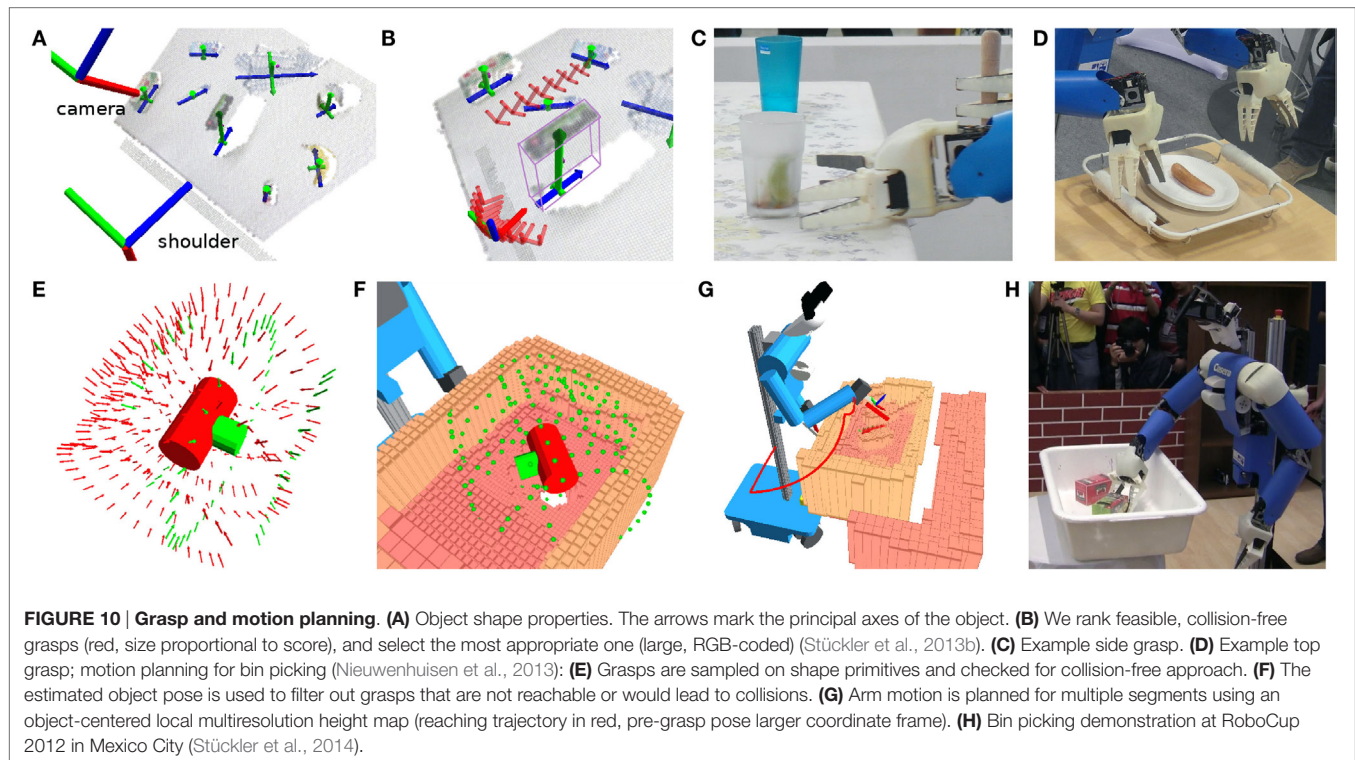 A
B
C
D
camera
shoulder
E
F
G
H
FIGURE 10 | Grasp and motion planning. (A) Object shape properties. The arrows mark the principal axes of the object. (B) We rank feasible, collision-free
grasps (red, size proportional to score), and select the most appropriate one (large, RGB-coded) (Stückler et al., 2013b). (C) Example side grasp. (D) Example top
grasp; motion planning for bin picking (Nieuwenhuisen et al., 2013): (E) Grasps are sampled on shape primitives and checked for collision-free approach. (F) The
estimated object pose is used to filter out grasps that are not reachable or would lead to collisions. (G) Arm motion is planned for multiple segments using an
object-centered local multiresolution height map (reaching trajectory in red, pre-grasp pose larger coordinate frame). (H) Bin picking demonstration at RoboCup
2012 in Mexico City (Stückler et al., 2014).